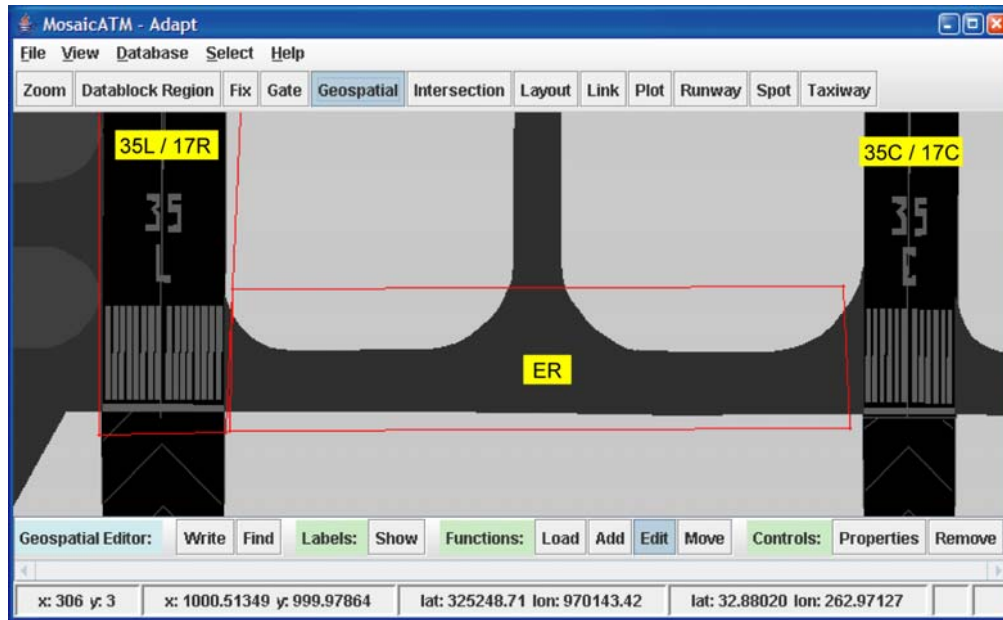 MosaicATM - Adapt
File View Database Select Help
Zoom Datablock Region Fix Gate Geospatial Intersection Layout Link Plot Runway Spot Taxiway
35L / 17R
35C / 17C
35
L
35
C
ER
Geospatial Editor: Write Find Labels: Show Functions: Load Add Edit Move Controls: Properties Remove
x: 306 y: 3 x: 1000.51349 y: 999.97864 lat: 325248.71 lon: 970143.42 lat: 32.88020 lon: 262.97127